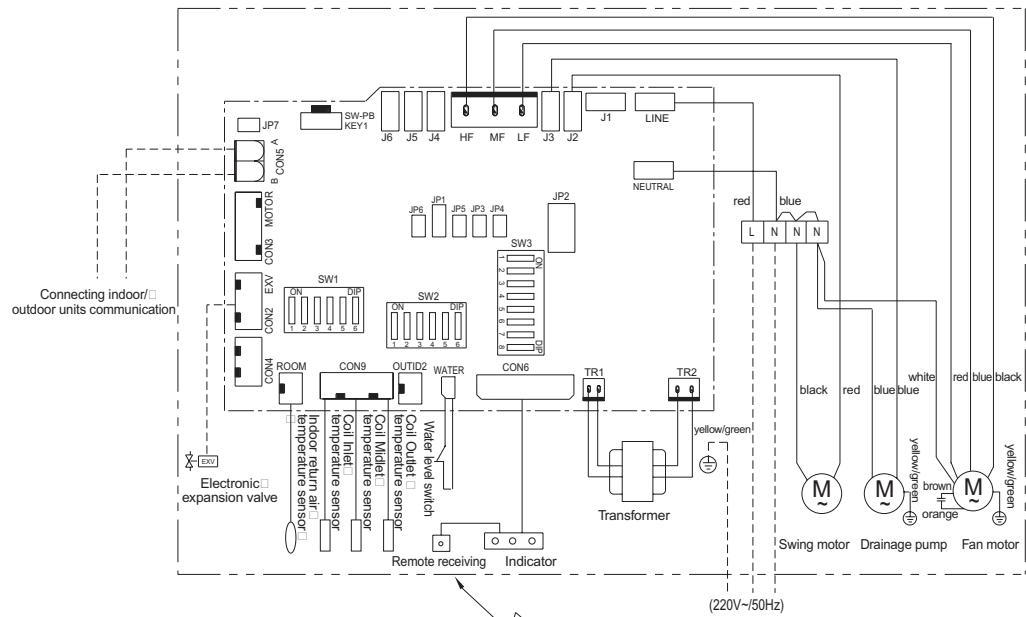 SW-PB
KEY1
J6
J5
J4
HF
MF
LF
J3
J2
J1
LINE
JP7
A
CON5
B
NEUTRAL
red
blue
L
N
N
N
MOTOR
CON3
JP6
JP1
JP5
JP3
JP4
JP2
SW3
ON
1
2
3
4
5
6
7
8
DIP
Connecting indoor/□
outdoor units communication
EXV
CON2
SW1
ON
DIP
1 2 3 4 5 6
SW2
ON
DIP
1 2 3 4 5 6
CON4
ROOM
CON9
OUTID2
WATER
CON6
TR1
TR2
black
red
blue
blue
white
red
blue
black
yellow/green
EXV
Electronic□
expansion valve
Indoor return air□
temperature sensor□
Coil Inlet□
temperature sensor
Coil Midlet□
temperature sensor
Coil Outlet□
temperature sensor
Water level switch
Transformer
M
~
M
~
M
~
yellow/green
brown
orange
yellow/green
Remote receiving
Indicator
Swing motor
Drainage pump
Fan motor
(220V~/50Hz)